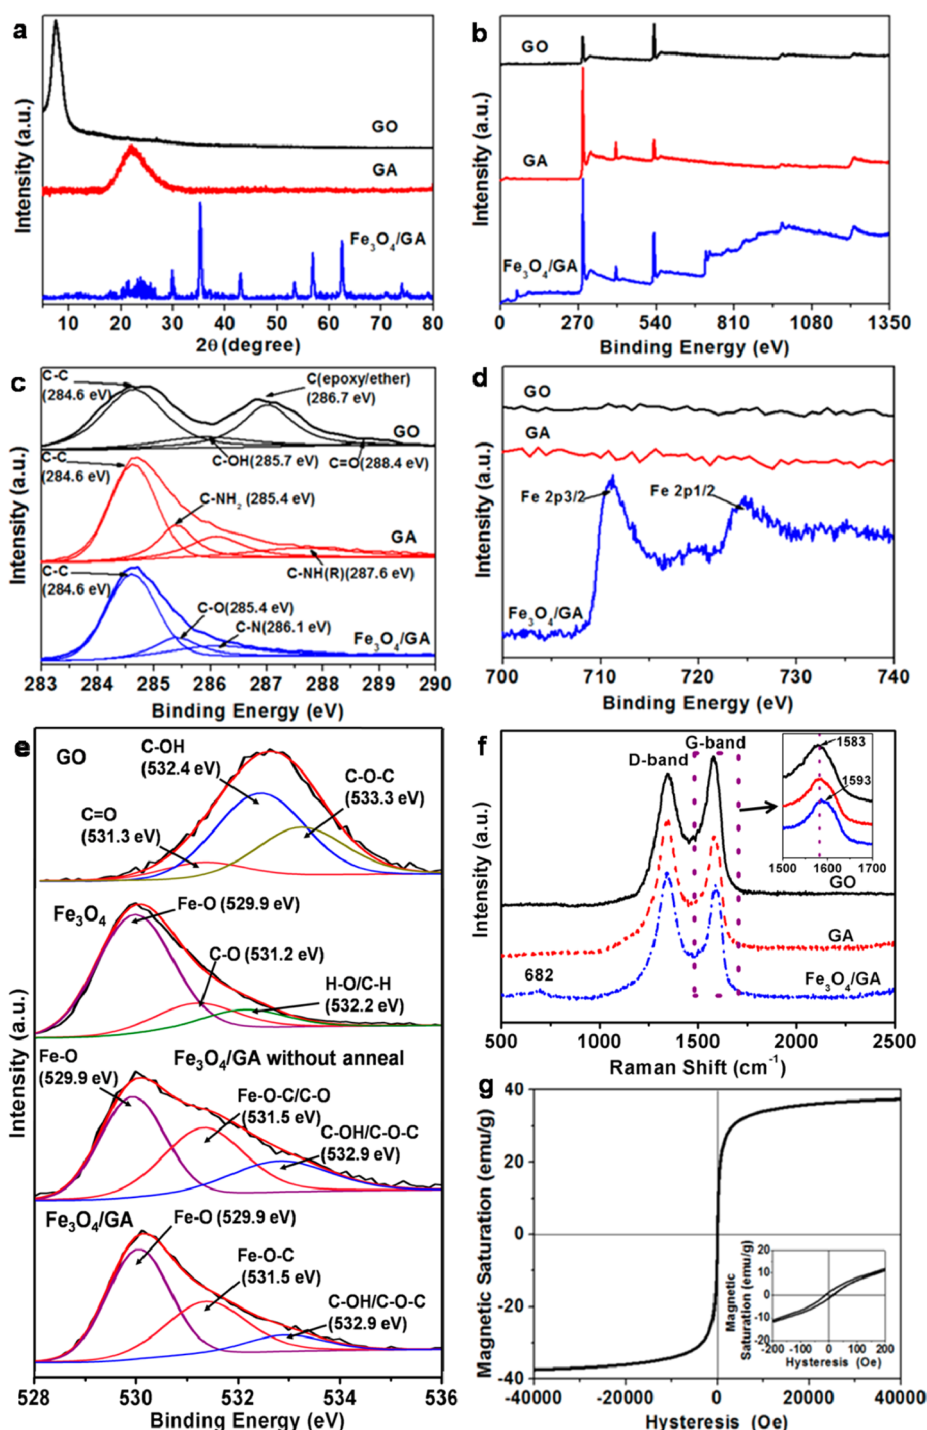 a
Intensity (a.u.)
GO
GA
Fe₃O₄/GA
10 20 30 40 50 60 70 80
2θ (degree)
b
Intensity (a.u.)
GO
GA
Fe₃O₄/GA
0 270 540 810 1080 1350
Binding Energy (eV)
c
Intensity (a.u.)
C-C
(284.6 eV)
C(epoxy/ether)
(286.7 eV)
GO
C-OH(285.7 eV)
C=O(288.4 eV)
C-C
(284.6 eV)
C-NH₂ (285.4 eV)
GA
C-NH(R)(287.6 eV)
C-C
(284.6 eV)
C-O(285.4 eV)
C-N(286.1 eV)
Fe₃O₄/GA
283 284 285 286 287 288 289 290
Binding Energy (eV)
d
Intensity (a.u.)
GO
GA
Fe 2p3/2
Fe 2p1/2
Fe₃O₄/GA
700 710 720 730 740
Binding Energy (eV)
e
Intensity (a.u.)
GO
C-OH
(532.4 eV)
C-O-C
(533.3 eV)
C=O
(531.3 eV)
Fe₃O₄
Fe-O (529.9 eV)
C-O (531.2 eV)
H-O/C-H
(532.2 eV)
Fe₃O₄/GA without anneal
Fe-O
(529.9 eV)
Fe-O-C/C-O
(531.5 eV)
C-OH/C-O-C
(532.9 eV)
Fe₃O₄/GA
Fe-O (529.9 eV)
Fe-O-C
(531.5 eV)
C-OH/C-O-C
(532.9 eV)
528 530 532 534 536
Binding Energy (eV)
f
Intensity (a.u.)
D-band
G-band
1583
1593
1500 1600 1700
GO
GA
682
Fe₃O₄/GA
500 1000 1500 2000 2500
Raman Shift (cm⁻¹)
g
Magnetic Saturation (emu/g)
40
20
0
-20
-40
Magnetic
Saturation (emu/g)
20
10
0
-10
-20
-200 -100 0 100 200
Hysteresis (Oe)
-40000 -20000 0 20000 40000
Hysteresis (Oe)